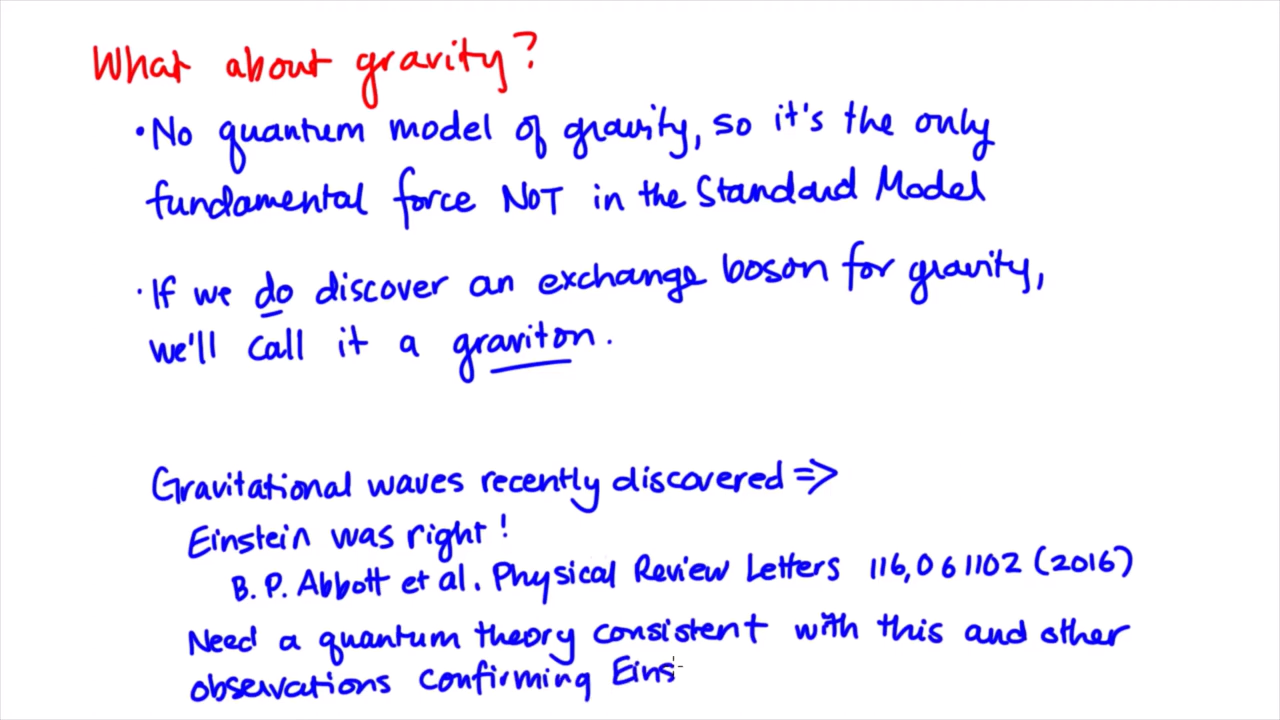 What about gravity?
• No quantum model of gravity, so it's the only
fundamental force NOT in the Standard Model
• If we do discover an exchange boson for gravity,
we'll call it a graviton.
Gravitational waves recently discovered ⇒
Einstein was right!
B. P. Abbott et al. Physical Review Letters 116, 061102 (2016)
Need a quantum theory consistent with this and other
observations confirming Eins